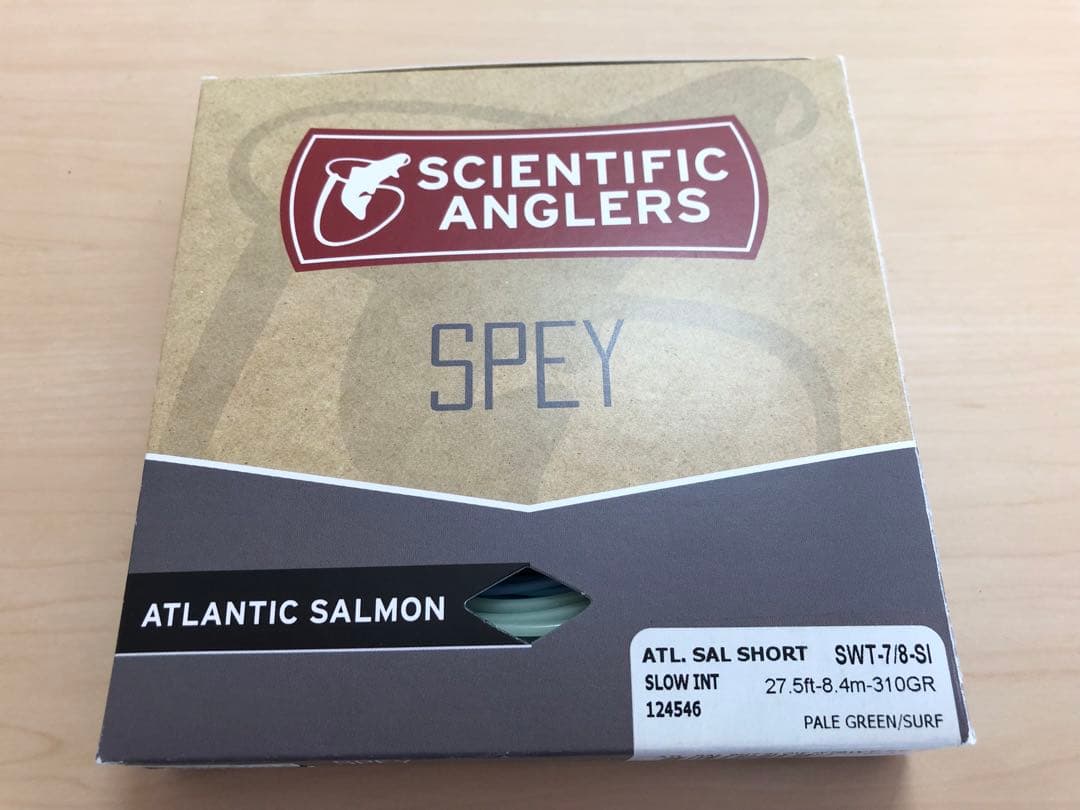 SCIENTIFIC
ANGLERS
SPEY
ATLANTIC SALMON
ATL. SAL SHORT SWT-7/8-SI
SLOW INT 27.5ft-8.4m-310GR
124546
PALE GREEN/SURF